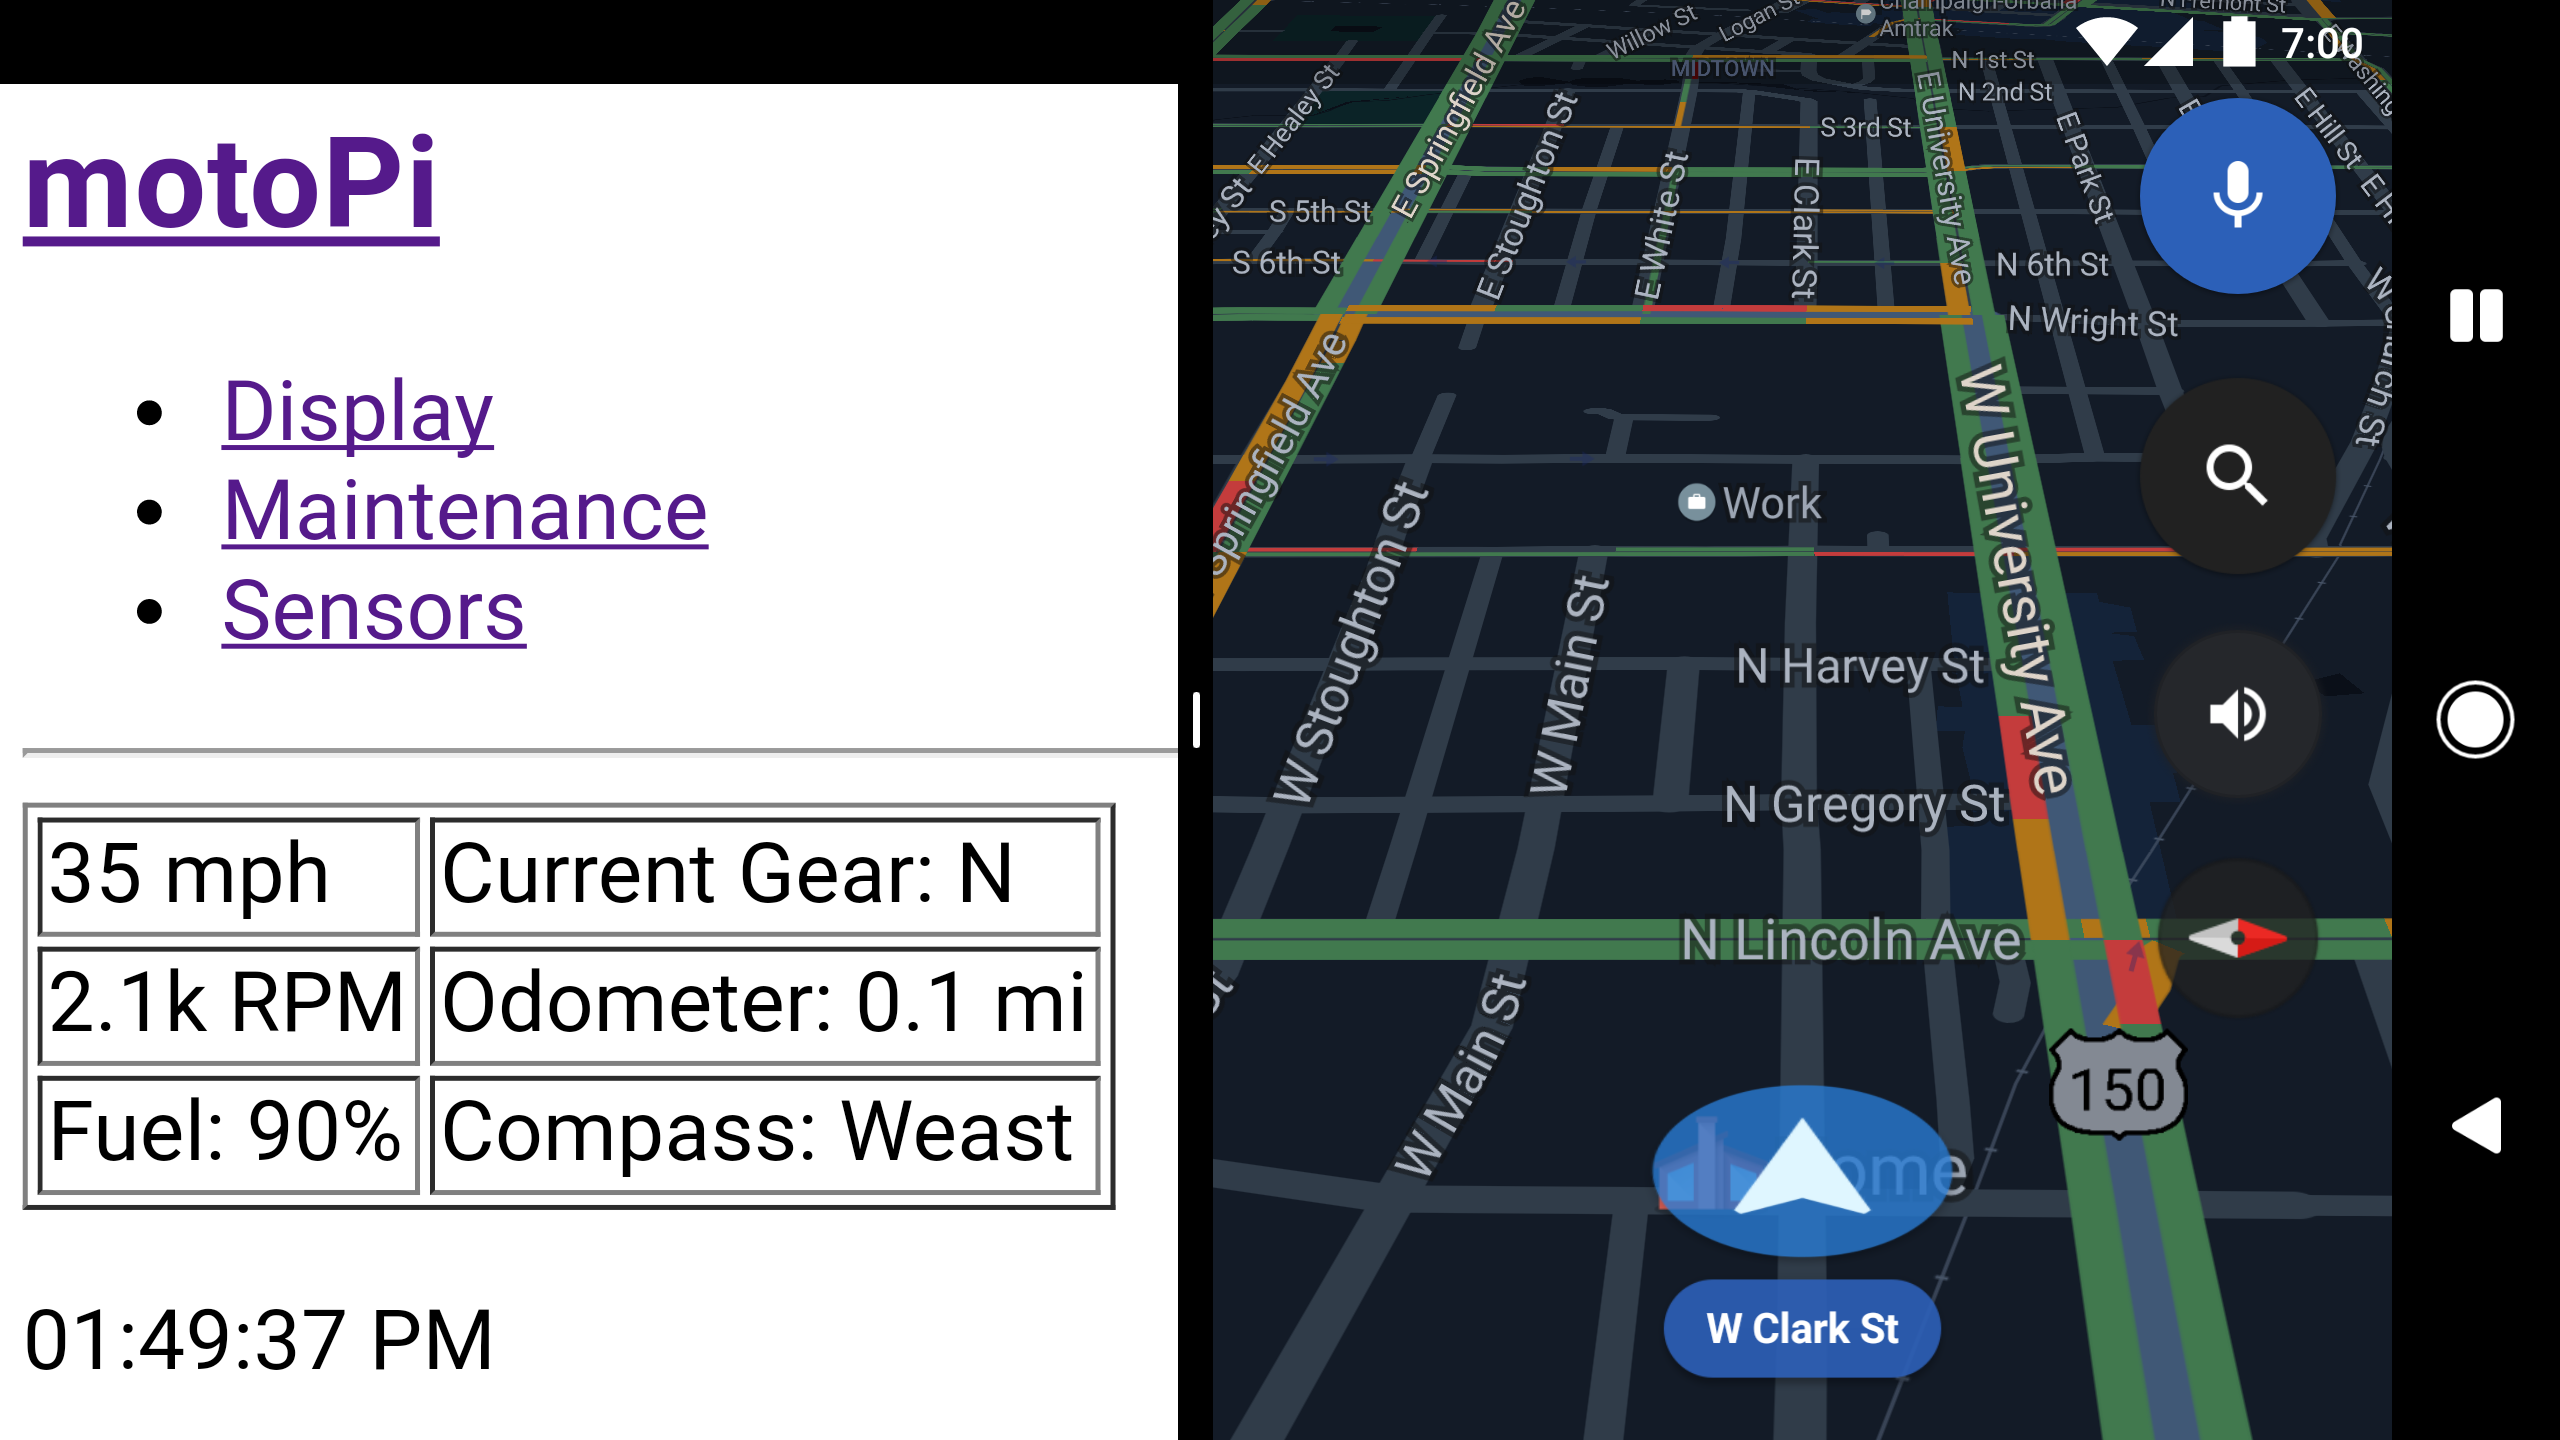 motoPi
Display
Maintenance
Sensors
35 mph
Current Gear: N
2.1k RPM
Odometer: 0.1 mi
Fuel: 90%
Compass: Weast
01:49:37 PM
7:00
Willow St
Logan St
Champaign-Urbana
Amtrak
N Fremont St
MIDTOWN
N 1st St
N 2nd St
S 3rd St
E Healey St
E Springfield Ave
E Stoughton St
E White St
E Clark St
E University Ave
E Park St
E Hill St
S 5th St
S 6th St
N 6th St
N Wright St
Springfield Ave
W University Ave
Work
W Stoughton St
W Main St
N Harvey St
N Gregory St
N Lincoln Ave
W Main St
150
W Clark St